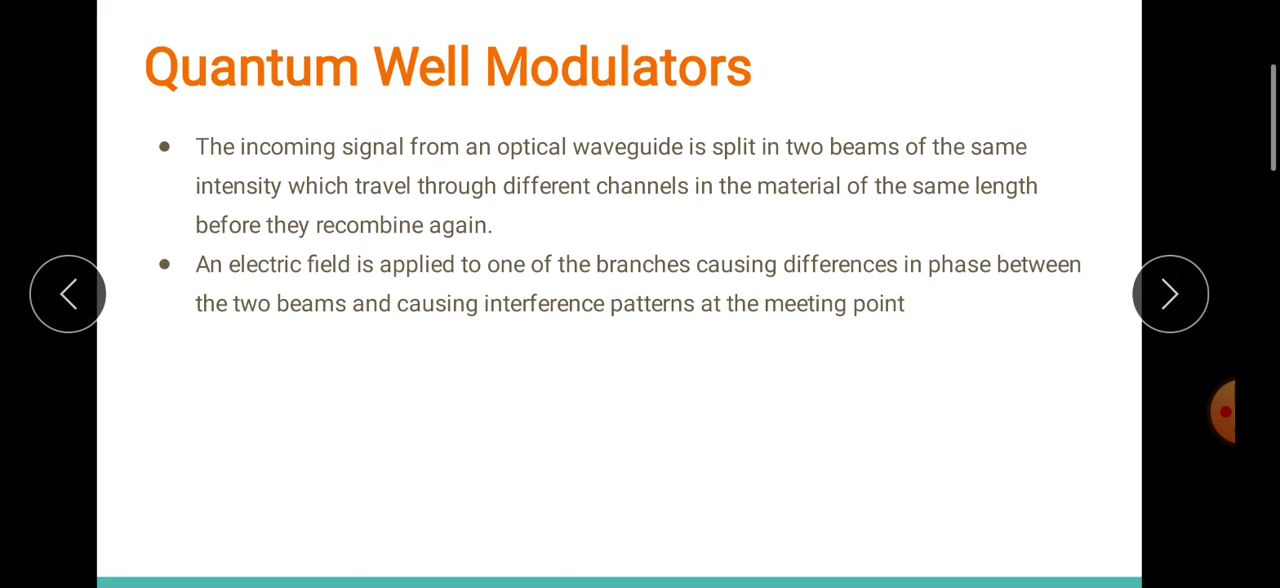 Quantum Well Modulators
● The incoming signal from an optical waveguide is split in two beams of the same
intensity which travel through different channels in the material of the same length
before they recombine again.
● An electric field is applied to one of the branches causing differences in phase between
the two beams and causing interference patterns at the meeting point